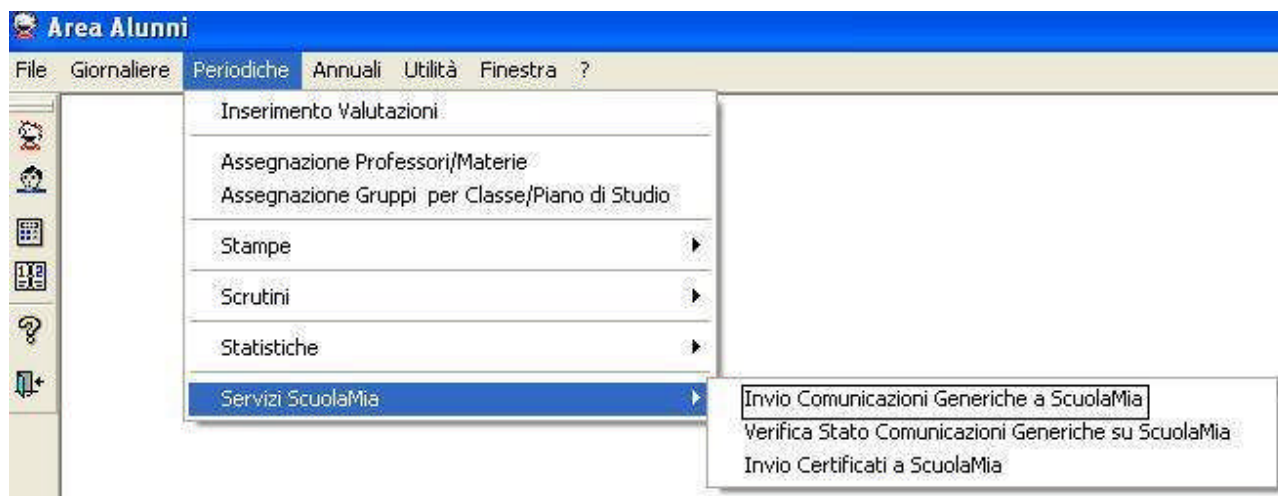 Area Alunni
File Giornaliere Periodiche Annuali Utilità Finestra ?
Inserimento Valutazioni
Assegnazione Professori/Materie
Assegnazione Gruppi per Classe/Piano di Studio
Stampe
Scrutini
Statistiche
Servizi ScuolaMia
Invio Comunicazioni Generiche a ScuolaMia
Verifica Stato Comunicazioni Generiche su ScuolaMia
Invio Certificati a ScuolaMia